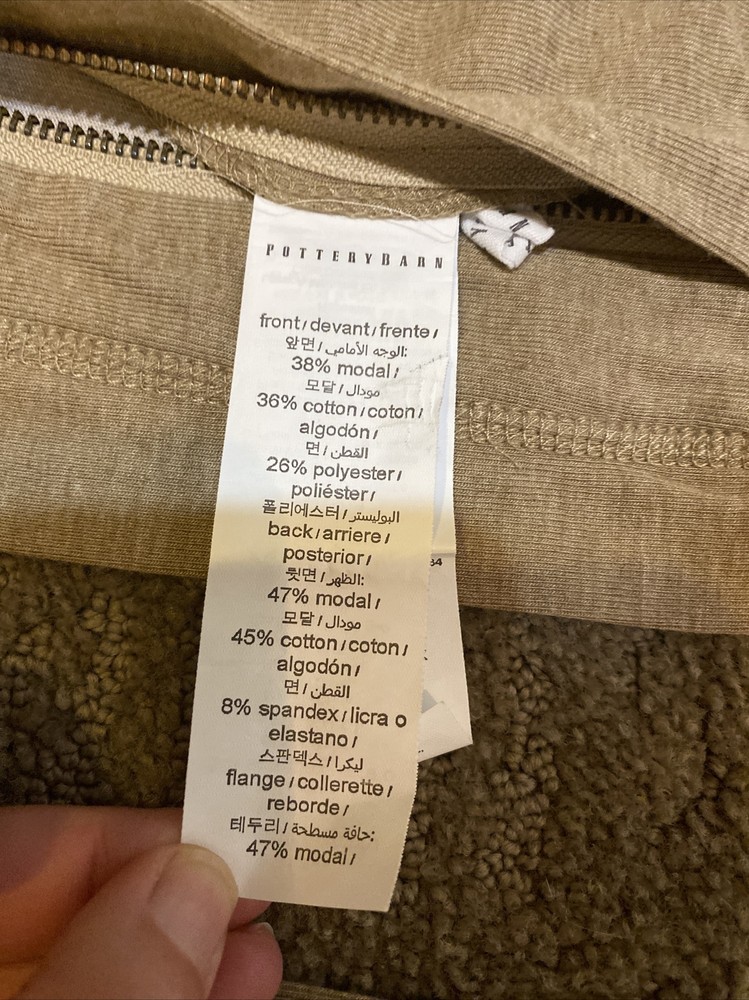 POTTERYBARN
front/devant/frente/
앞면/الوجه الأمامي:
38% modal/
모달/مودال
36% cotton/coton/
algodón/
면/القطن
26% polyester/
poliéster/
폴리에스터/البوليستر
back/arriere/
posterior/
뒷면/الظهر:
47% modal/
모달/مودال
45% cotton/coton/
algodón/
면/القطن
8% spandex/licra o
elastano/
스판덱스/ليكرا
flange/collerette/
reborde/
테두리/حافة مسطحة:
47% modal/